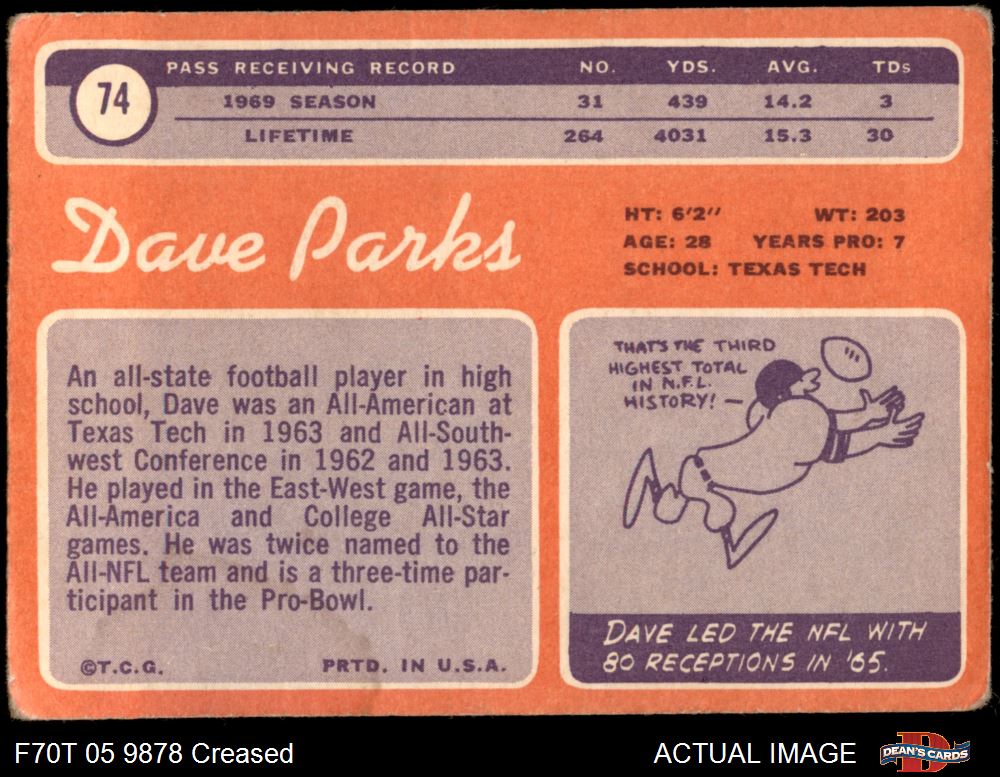 74
PASS RECEIVING RECORD NO. YDS. AVG. TDs
1969 SEASON 31 439 14.2 3
LIFETIME 264 4031 15.3 30
Dave Parks
HT: 6'2" WT: 203
AGE: 28 YEARS PRO: 7
SCHOOL: TEXAS TECH
An all-state football player in high
school, Dave was an All-American at
Texas Tech in 1963 and All-South-
west Conference in 1962 and 1963.
He played in the East-West game, the
All-America and College All-Star
games. He was twice named to the
All-NFL team and is a three-time par-
ticipant in the Pro-Bowl.
©T.C.G. PRTD. IN U.S.A.
THAT'S THE THIRD
HIGHEST TOTAL
IN N.F.L.
HISTORY! —
DAVE LED THE NFL WITH
80 RECEPTIONS IN '65.
F70T 05 9878 Creased
ACTUAL IMAGE
DEAN'S CARDS